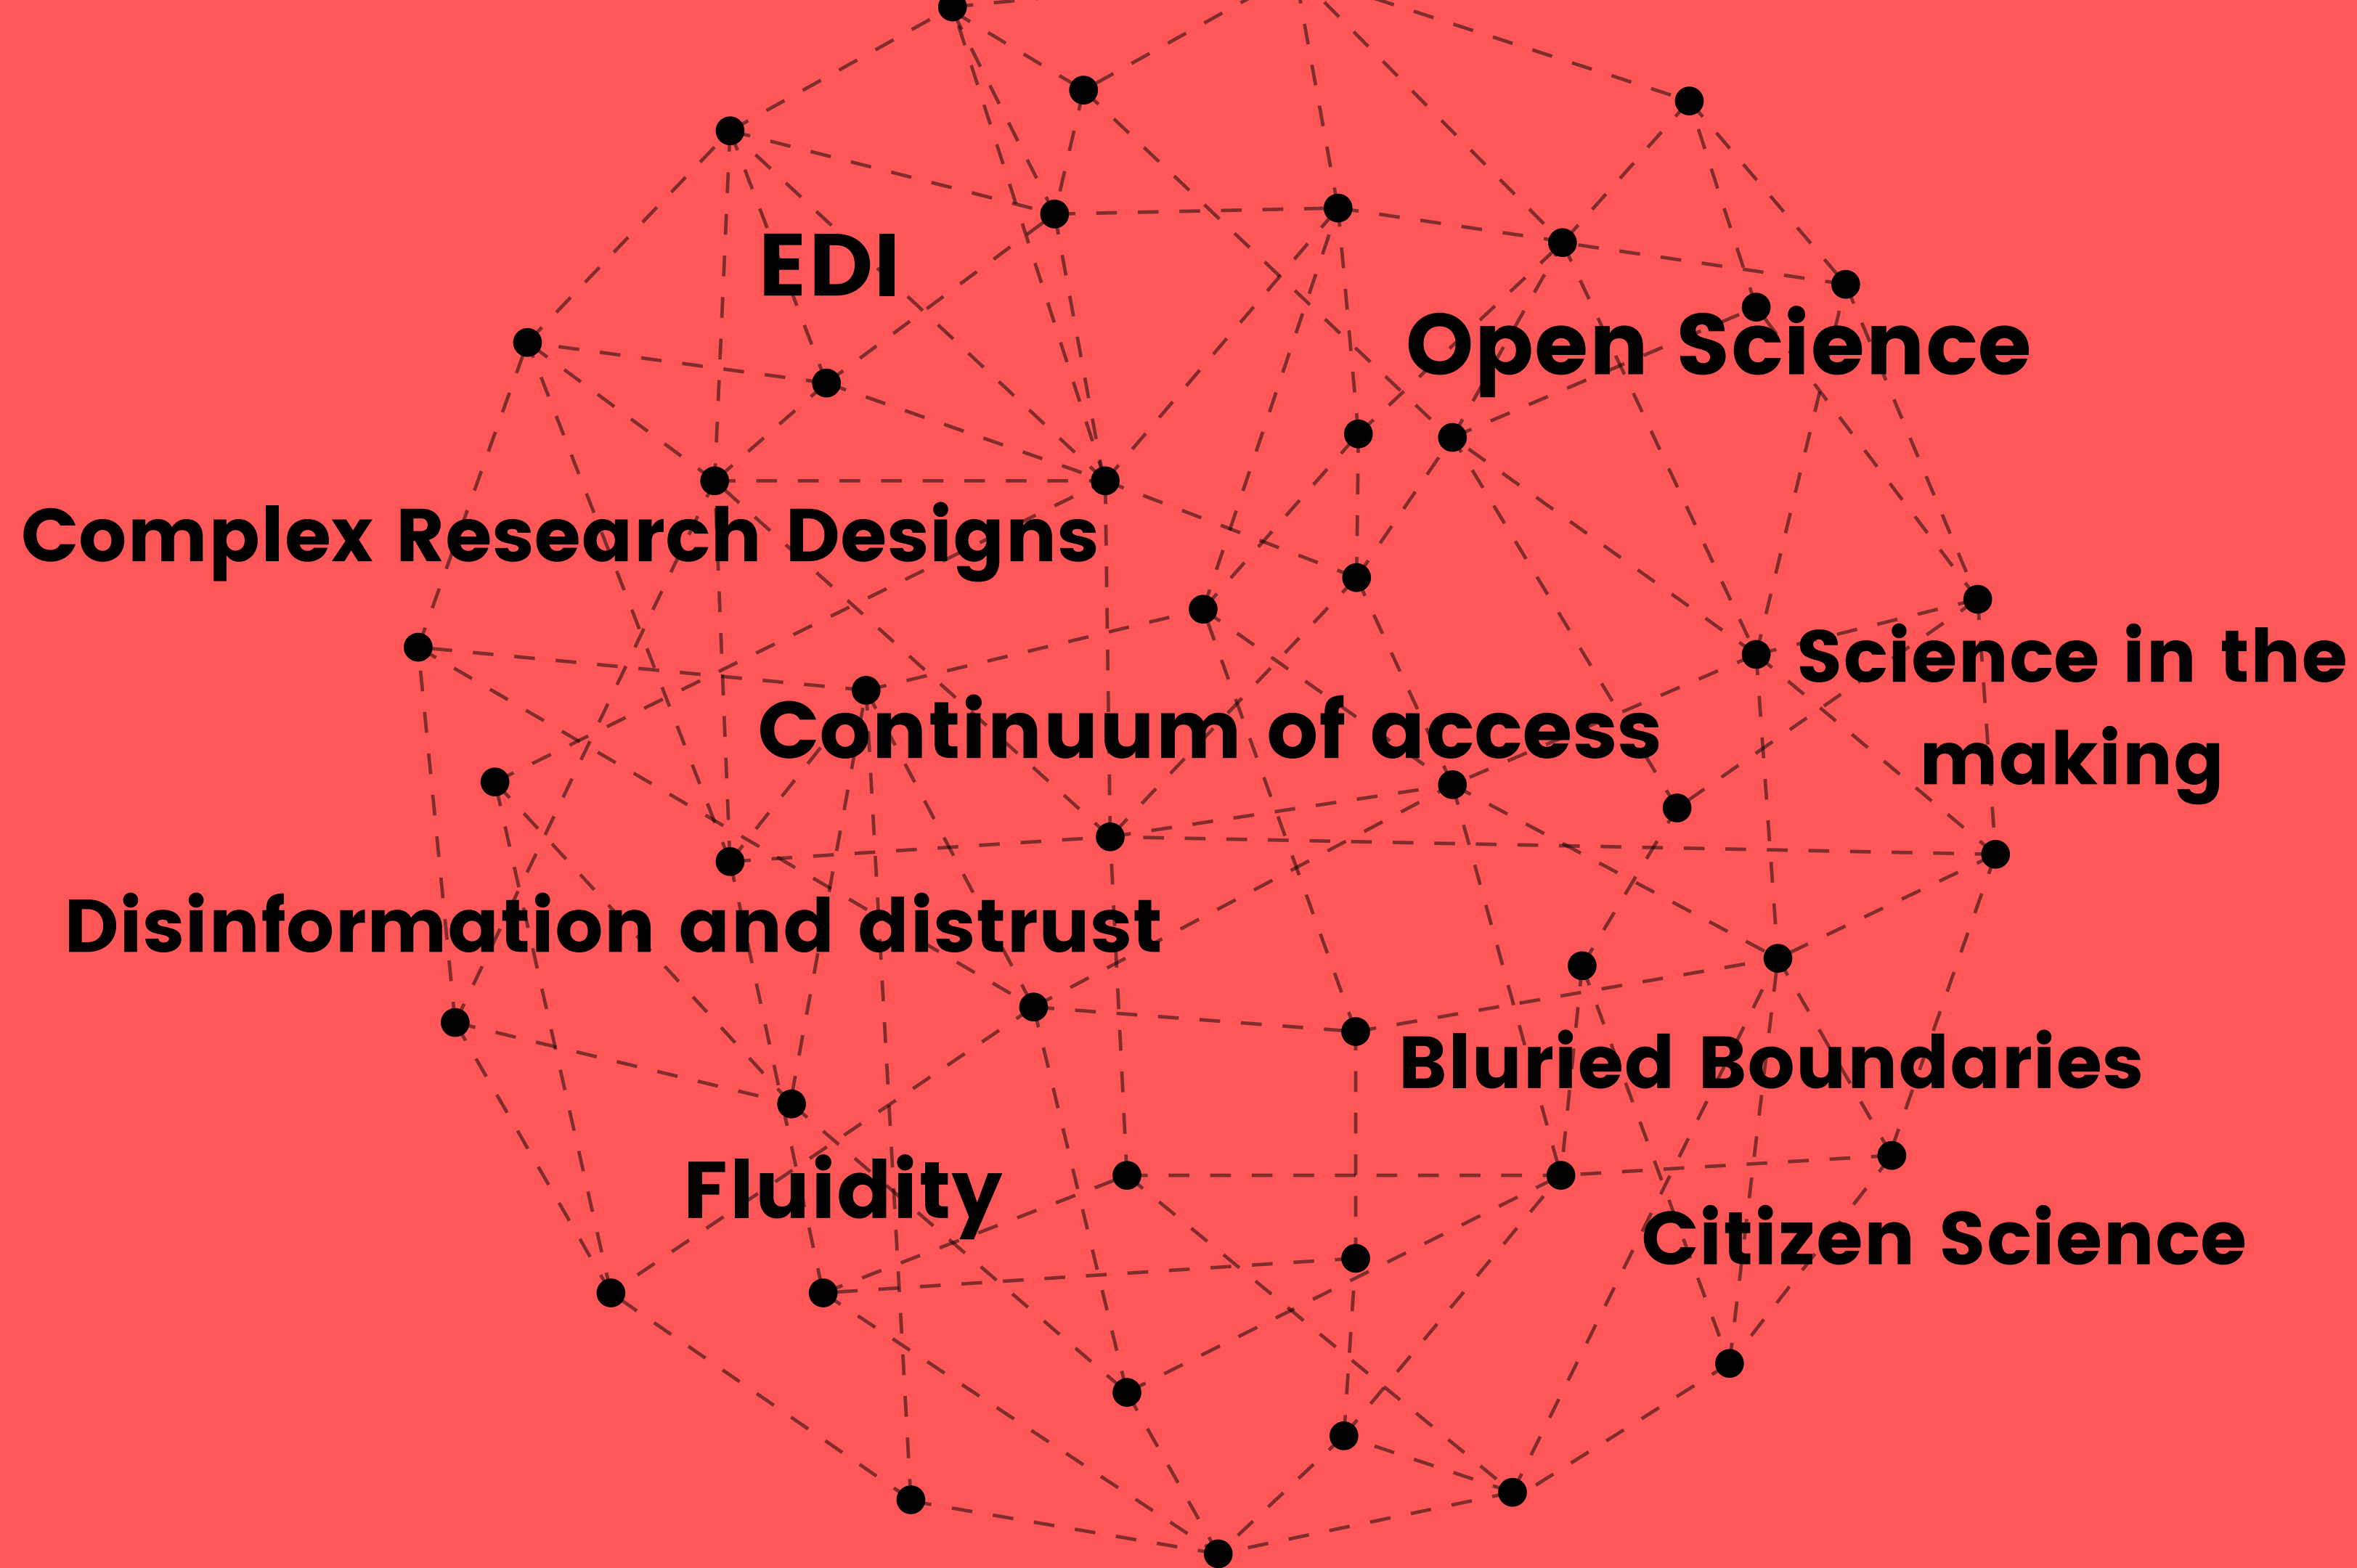 EDI
Open Science
Complex Research Designs
Science in the
making
Continuum of access
Disinformation and distrust
Bluried Boundaries
Fluidity
Citizen Science